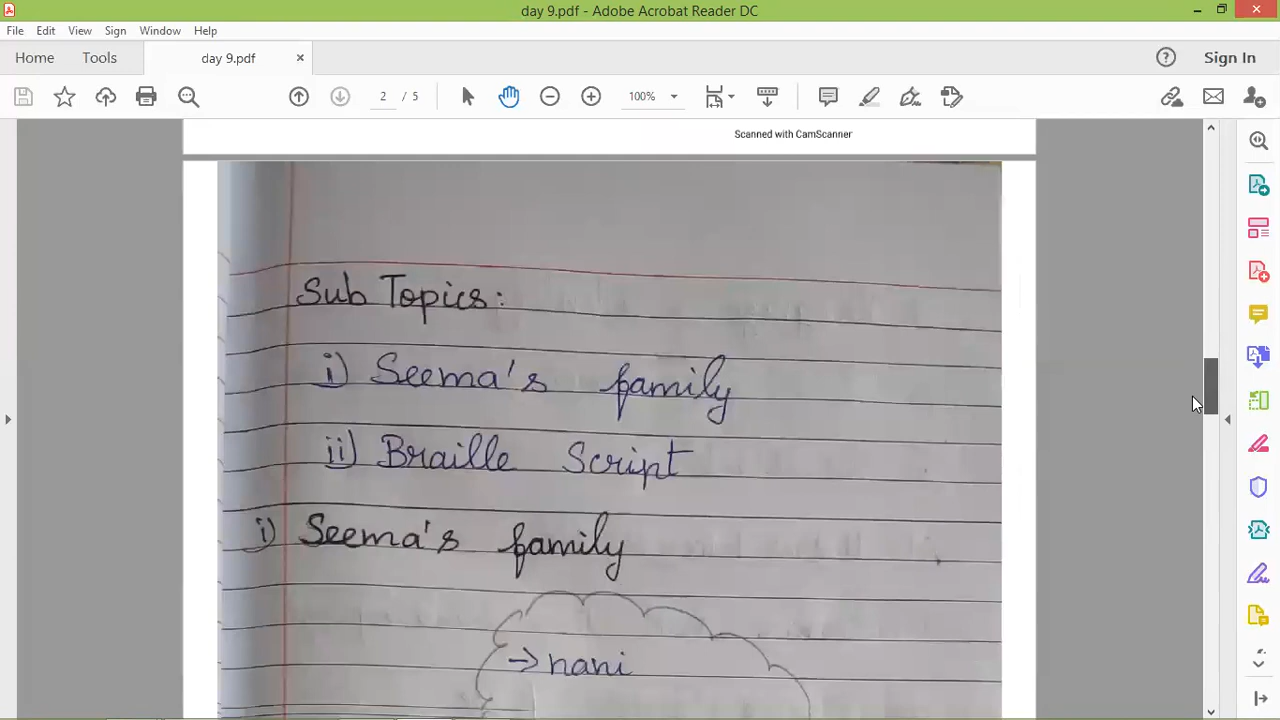 day 9.pdf - Adobe Acrobat Reader DC
File Edit View Sign Window Help
Home Tools day 9.pdf × Sign In
2 / 5 100%
Scanned with CamScanner
Sub Topics:
i) Seema's family
ii) Braille Script
i) Seema's family
→ nani